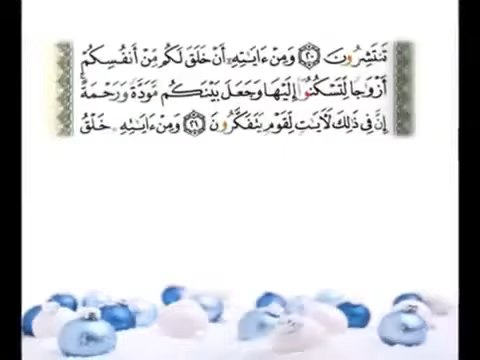 تَنتَشِرُونَ ﴿٢٠﴾ وَمِنْ ءَايَـٰتِهِۦٓ أَنْ خَلَقَ لَكُم مِّنْ أَنفُسِكُمْ
أَزْوَٰجًا لِّتَسْكُنُوٓا۟ إِلَيْهَا وَجَعَلَ بَيْنَكُم مَّوَدَّةً وَرَحْمَةً ۚ
إِنَّ فِى ذَٰلِكَ لَـَٔايَـٰتٍ لِّقَوْمٍ يَتَفَكَّرُونَ ﴿٢١﴾ وَمِنْ ءَايَـٰتِهِۦ خَلْقُ